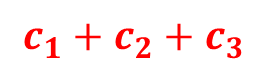 c₁ + c₂ + c₃